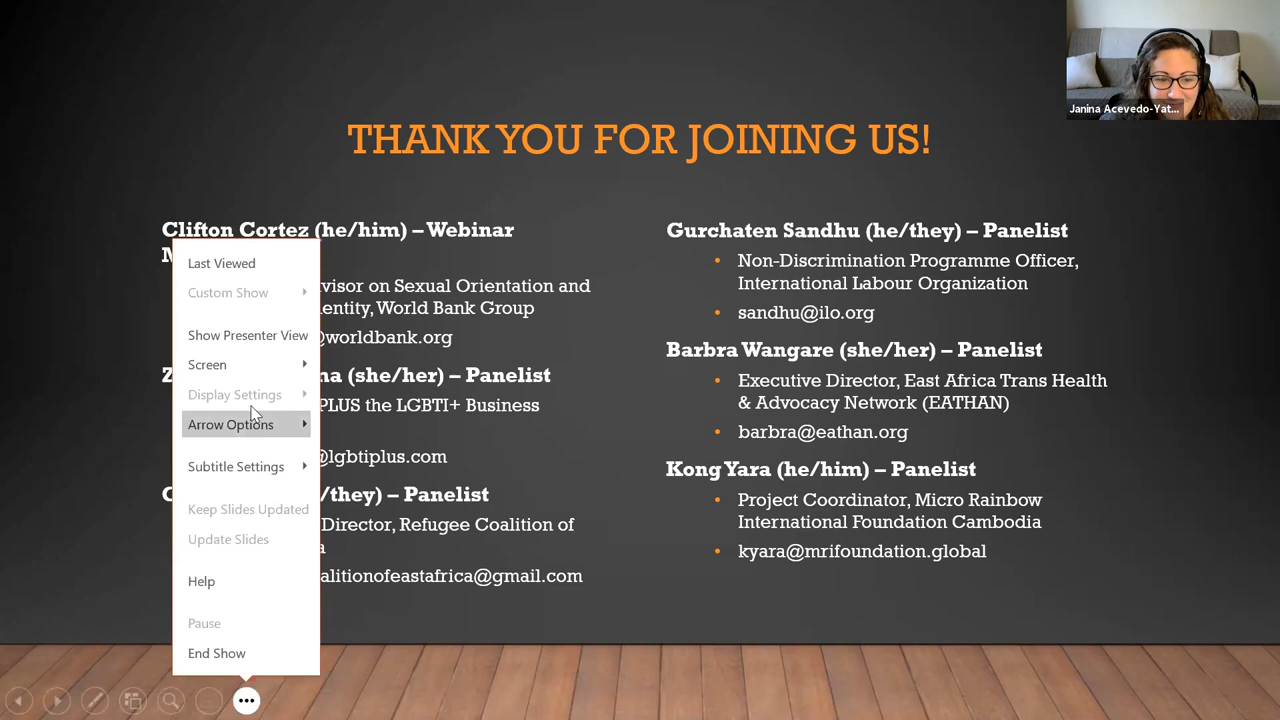 Janina Acevedo-Yat...
THANK YOU FOR JOINING US!
Clifton Cortez (he/him) – Webinar
visor on Sexual Orientation and
entity, World Bank Group
@worldbank.org
(she/her) – Panelist
PLUS the LGBTI+ Business
@lgbtiplus.com
/they) – Panelist
Director, Refugee Coalition of
alitionofeastafrica@gmail.com
Gurchaten Sandhu (he/they) – Panelist
• Non-Discrimination Programme Officer,
International Labour Organization
• sandhu@ilo.org
Barbra Wangare (she/her) – Panelist
• Executive Director, East Africa Trans Health
& Advocacy Network (EATHAN)
• barbra@eathan.org
Kong Yara (he/him) – Panelist
• Project Coordinator, Micro Rainbow
International Foundation Cambodia
• kyara@mrifoundation.global
Last Viewed
Custom Show
Show Presenter View
Screen
Display Settings
Arrow Options
Subtitle Settings
Keep Slides Updated
Update Slides
Help
Pause
End Show